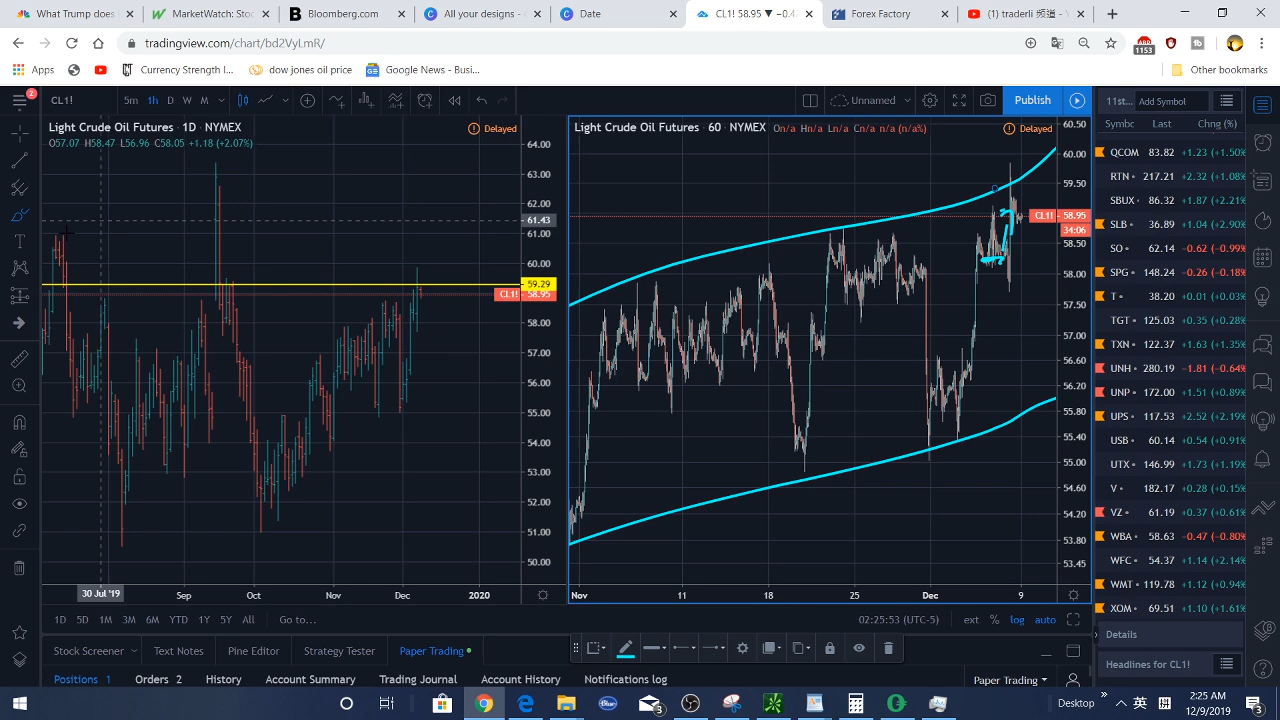 What Trump does
MarketWatch: Stoc
Bloomberg.com
Antler designs - C
Date
CL1! 58.95 ▼ −0.4
Forex Factory
(1) traderli 频道 - Y
tradingview.com/chart/bd2VyLmR/
1153
Apps
Currency Strength I...
dow jones oil price
Google News - Bus...
Other bookmarks
2
CL1!
5m 1h D W M
Unnamed
Publish
11st...
Add Symbol
Light Crude Oil Futures • 1D • NYMEX
Delayed
O57.07 H58.47 L56.96 C58.05 +1.18 (+2.07%)
64.00
63.00
62.00
61.43
61.00
60.00
59.29
CL1! 58.95
58.00
57.00
56.00
55.00
54.00
53.00
52.00
51.00
50.00
30 Jul '19
Sep
Oct
Nov
Dec
2020
Light Crude Oil Futures • 60 • NYMEX
On/a Hn/a Ln/a Cn/a n/a (n/a%)
Delayed
60.50
60.00
59.50
CL1! 58.95
34:06
58.50
58.00
57.50
57.00
56.60
56.20
55.80
55.40
55.00
54.60
54.20
53.80
53.45
Nov
11
18
25
Dec
9
Symbc Last Chng (%)
QCOM 83.82 +1.23 (+1.50%
RTN 217.21 +2.32 (+1.08%
SBUX 86.32 +1.87 (+2.21%
SLB 36.89 +1.04 (+2.90%
SO 62.14 −0.62 (−0.99%
SPG 148.24 −0.26 (−0.18%
T 38.20 +0.01 (+0.03%
TGT 125.03 +0.35 (+0.28%
TXN 122.37 +1.63 (+1.35%
UNH 280.19 −1.81 (−0.64%
UNP 172.00 +1.51 (+0.89%
UPS 117.53 +2.52 (+2.19%
USB 60.14 +0.54 (+0.91%
UTX 146.99 +1.73 (+1.19%
V 182.17 +0.28 (+0.15%
VZ 61.19 +0.37 (+0.61%
WBA 58.63 −0.47 (−0.80%
WFC 54.37 +1.14 (+2.14%
WMT 119.78 +1.12 (+0.94%
XOM 69.51 +1.10 (+1.61%
Details
Headlines for CL1!
1D 5D 1M 3M 6M YTD 1Y 5Y All Go to...
02:25:53 (UTC-5)
ext % log auto
Stock Screener
Text Notes
Pine Editor
Strategy Tester
Paper Trading
Positions 1
Orders 2
History
Account Summary
Trading Journal
Account History
Notifications log
Paper Trading
3
Desktop
英
拼
2:25 AM
12/9/2019
3